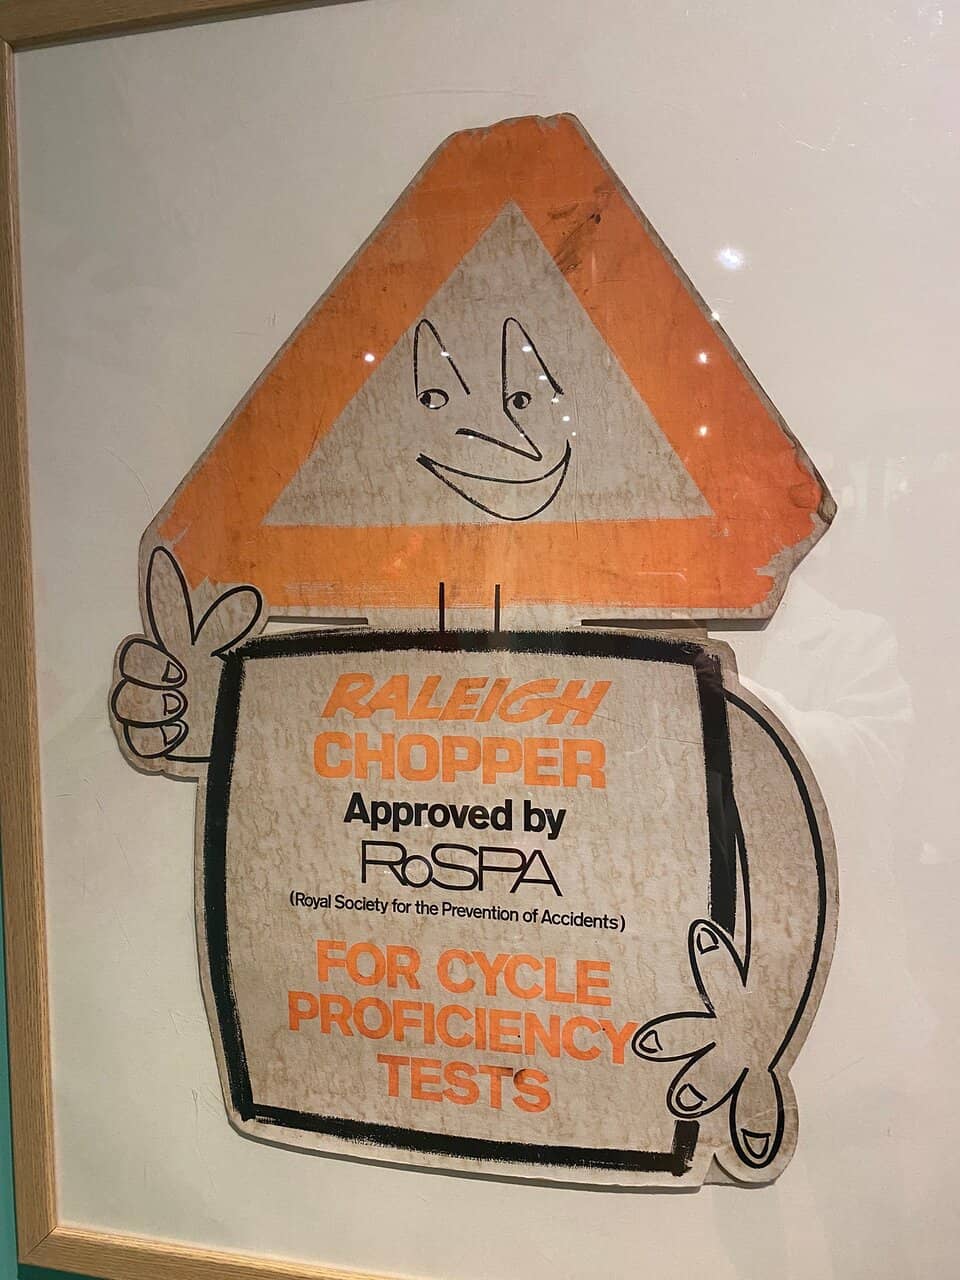 RALEIGH
CHOPPER
Approved by
RoSPA
(Royal Society for the Prevention of Accidents)
FOR CYCLE
PROFICIENCY
TESTS